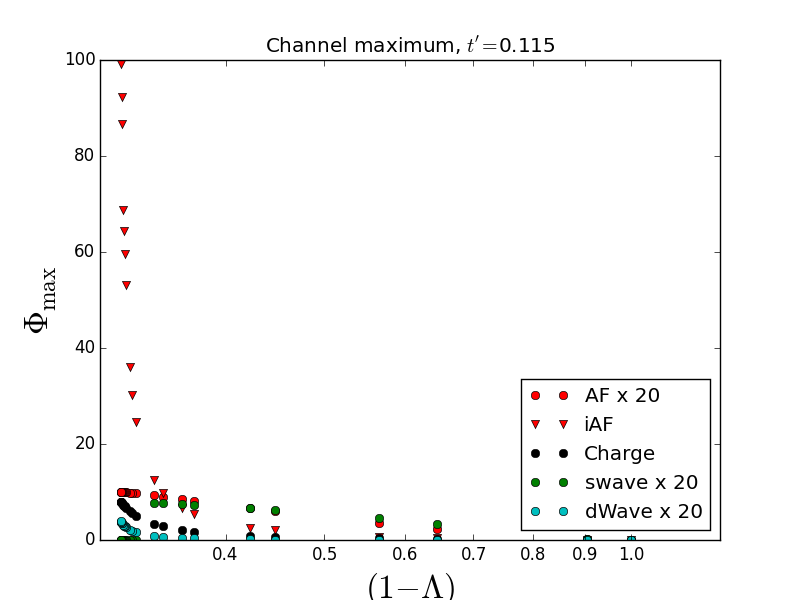 Channel maximum, t′=0.115
100
80
60
40
20
0
Φmax
AF x 20
iAF
Charge
swave x 20
dWave x 20
0.4 0.5 0.6 0.7 0.8 0.9 1.0
(1−Λ)